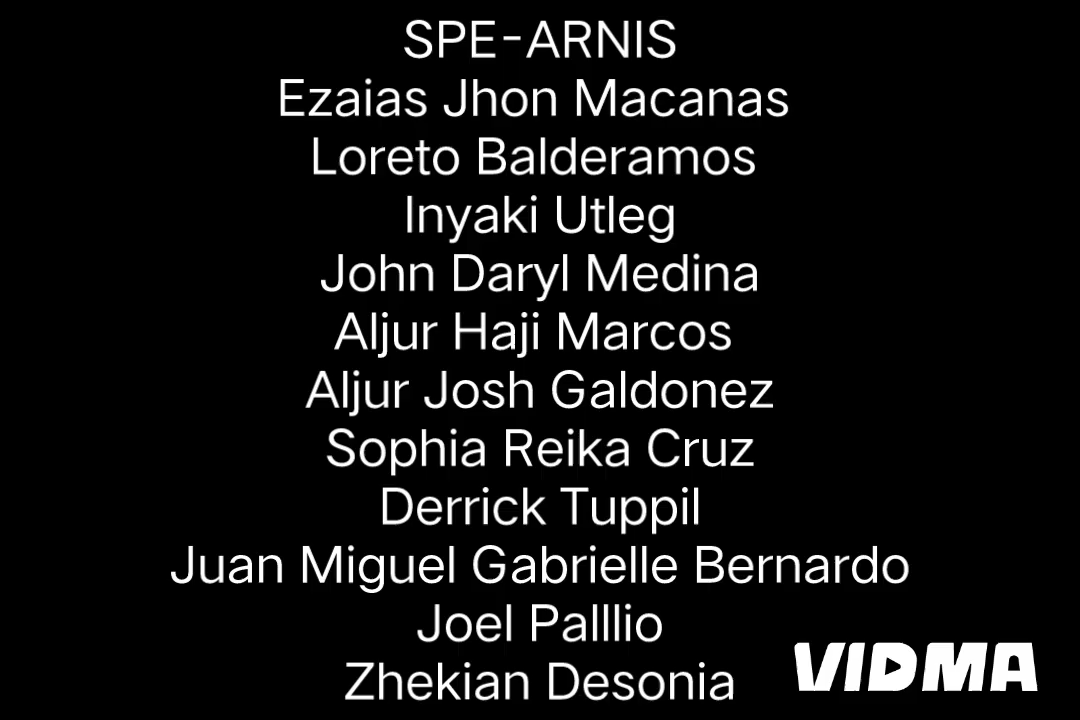 SPE-ARNIS
Ezaias Jhon Macanas
Loreto Balderamos
Inyaki Utleg
John Daryl Medina
Aljur Haji Marcos
Aljur Josh Galdonez
Sophia Reika Cruz
Derrick Tuppil
Juan Miguel Gabrielle Bernardo
Joel Palllio
Zhekian Desonia
VIDMA